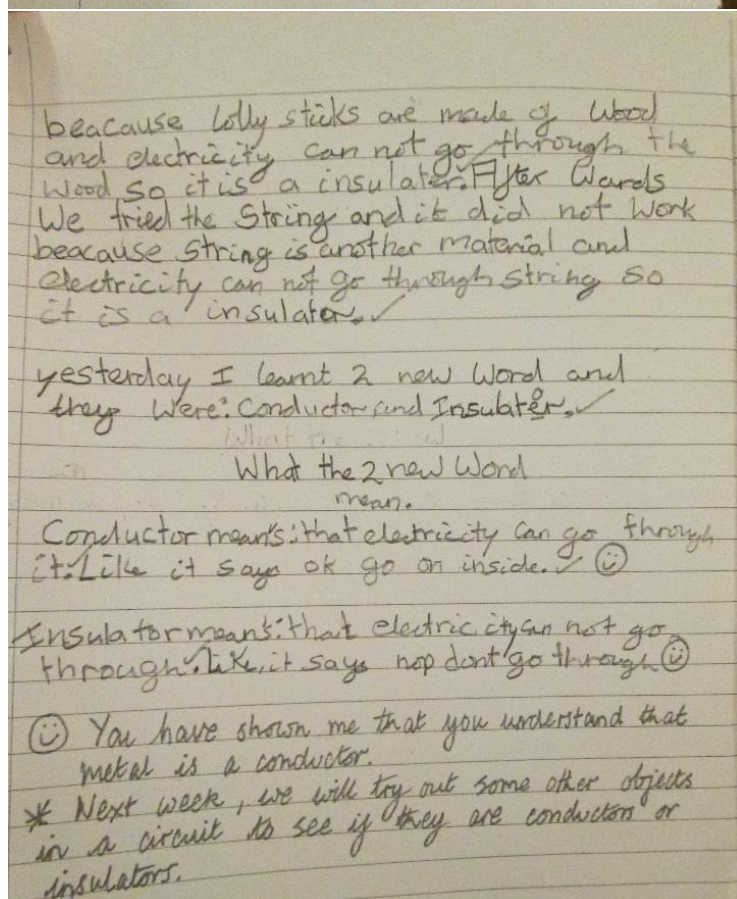 beacause Lolly sticks are made of Wood
and electricity can not go through the
Wood so it is a insulater. After Wards
We tried the String and it did not Work
beacause String is another material and
electricity can not go through String so
it is a insulator.
yesterday I learnt 2 new Word and
they Were: Conductor and Insulater.
What the
What the 2 new Word
mean.
Conductor mean's: that electricity can go through
it. Like it says ok go on inside.
Insulator mean's: that electricity can not go
through. Like, it says nop dont go through
You have shown me that you understand that
metal is a conductor.
* Next week, we will try out some other objects
in a circuit to see if they are conductors or
insulators.